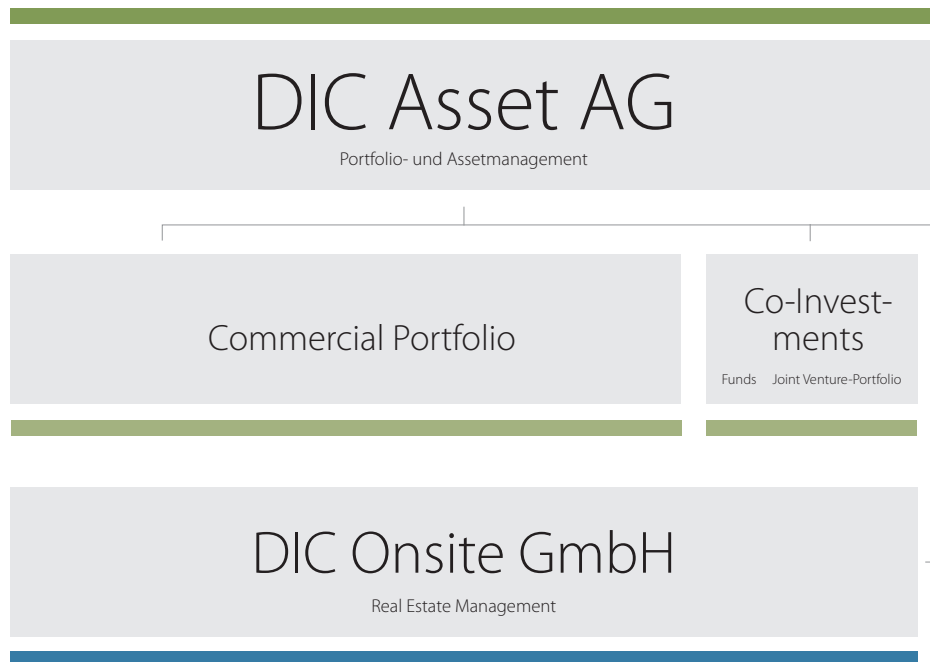 DIC Asset AG
Portfolio- und Assetmanagement
Commercial Portfolio
Co-Invest-
ments
Funds Joint Venture-Portfolio
DIC Onsite GmbH
Real Estate Management